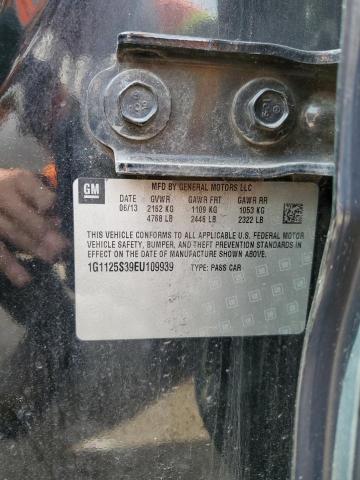 GM
MFD BY GENERAL MOTORS LLC
DATE GVWR GAWR FRT GAWR RR
06/13 2162 KG 1109 KG 1053 KG
4768 LB 2446 LB 2322 LB
THIS VEHICLE CONFORMS TO ALL APPLICABLE U.S. FEDERAL MOTOR
VEHICLE SAFETY, BUMPER, AND THEFT PREVENTION STANDARDS
IN EFFECT ON THE DATE OF MANUFACTURE SHOWN ABOVE.
1G1125S39EU109939 TYPE: PASS CAR